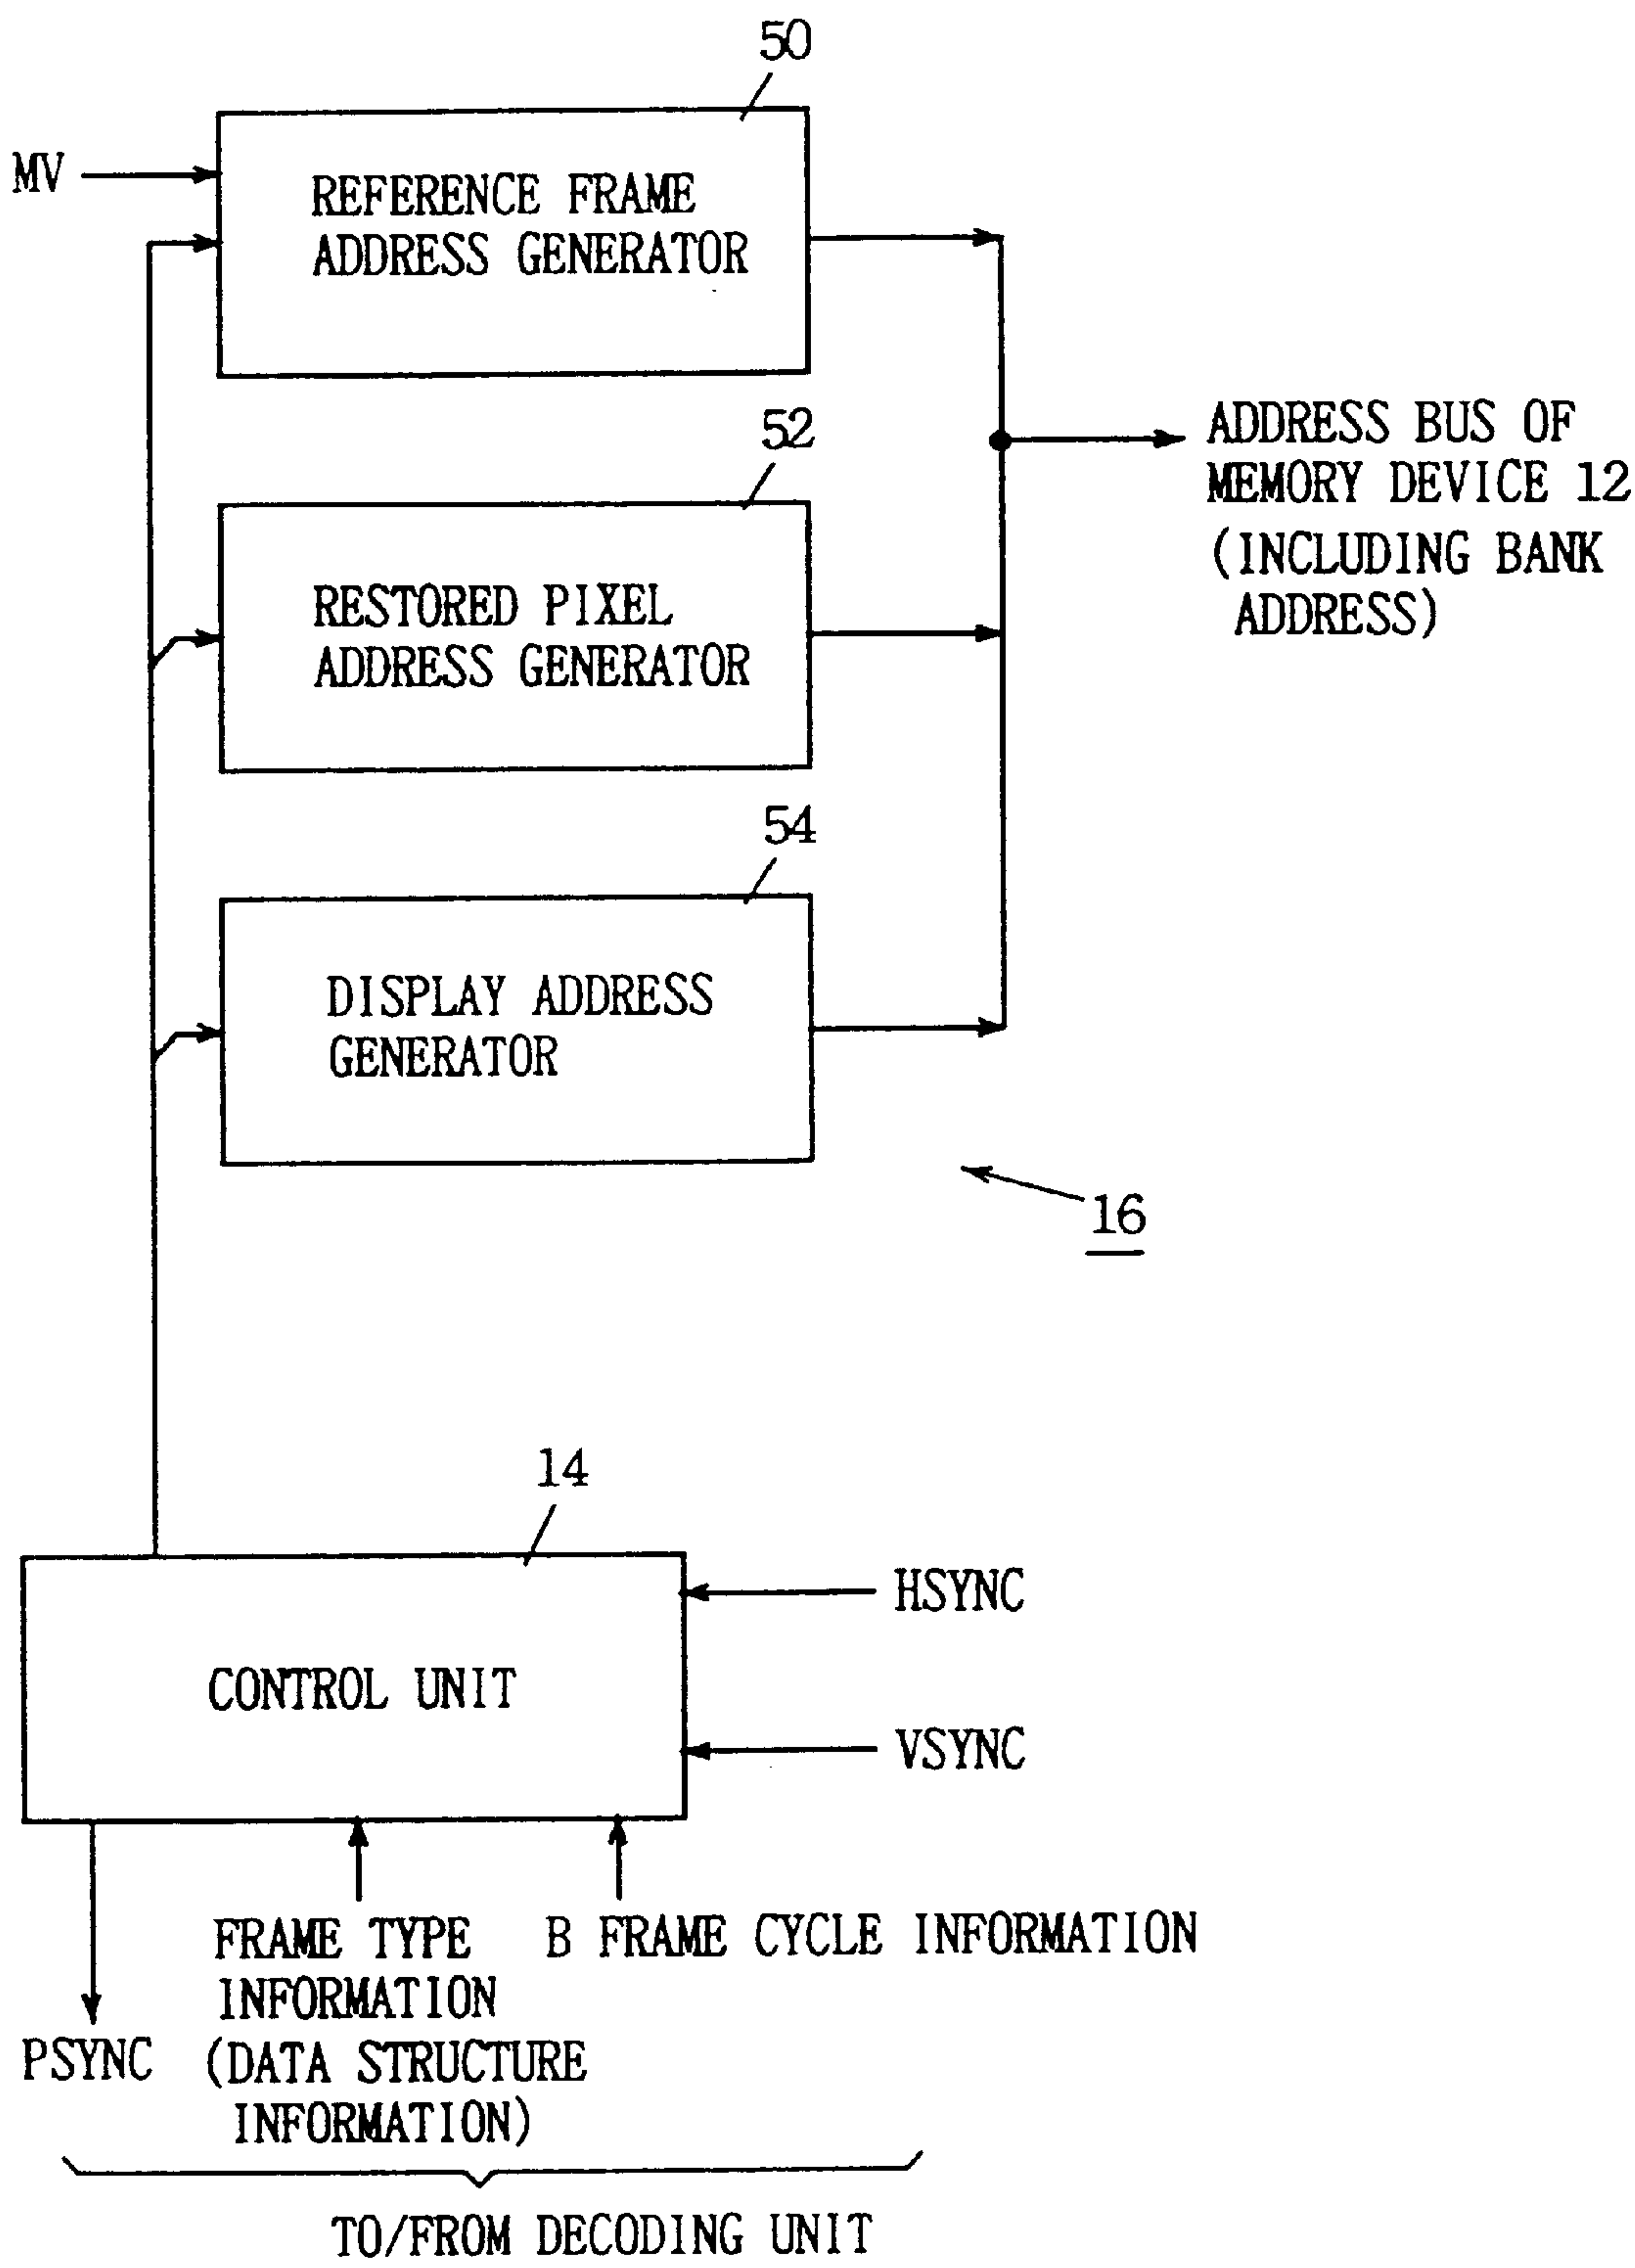 50
MV
REFERENCE FRAME
ADDRESS GENERATOR
ADDRESS BUS OF
MEMORY DEVICE 12
(INCLUDING BANK
ADDRESS)
52
RESTORED PIXEL
ADDRESS GENERATOR
54
DISPLAY ADDRESS
GENERATOR
16
14
CONTROL UNIT
HSYNC
VSYNC
PSYNC
FRAME TYPE
INFORMATION
(DATA STRUCTURE
INFORMATION)
B FRAME CYCLE INFORMATION
TO/FROM DECODING UNIT